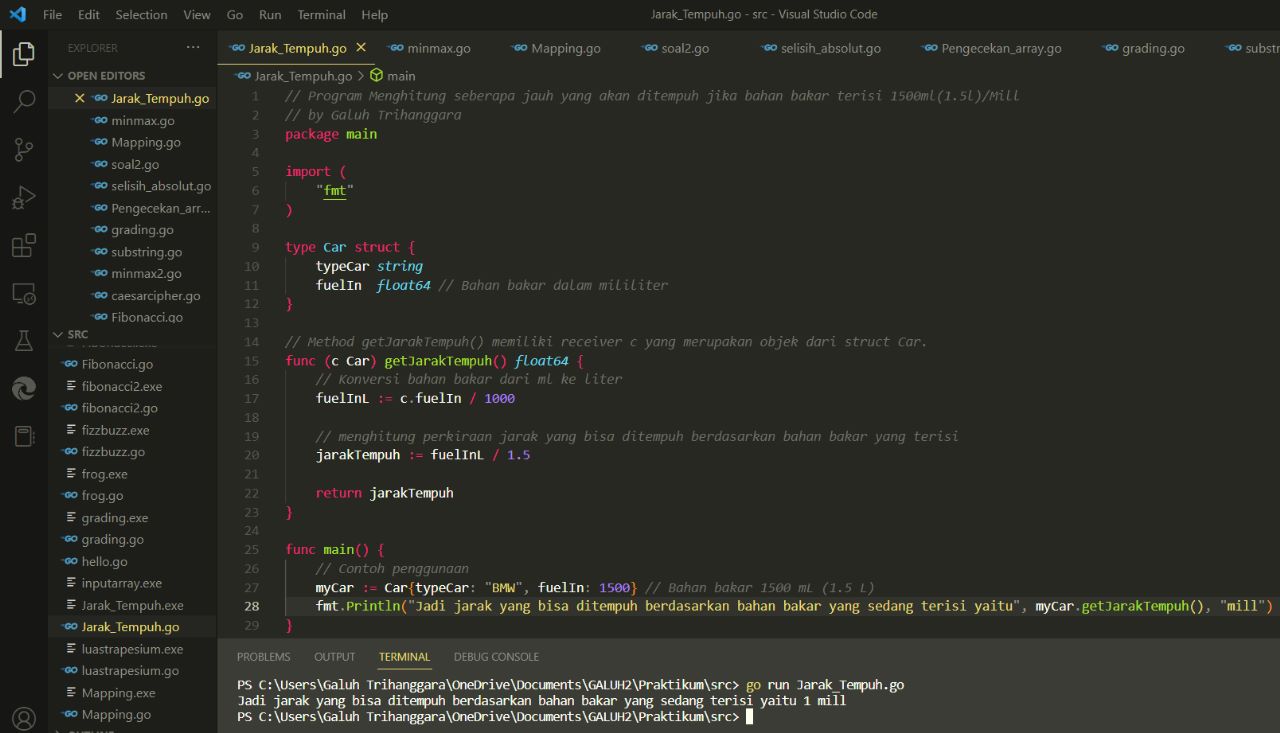 File Edit Selection View Go Run Terminal Help
Jarak_Tempuh.go - src - Visual Studio Code
EXPLORER
OPEN EDITORS
Jarak_Tempuh.go
minmax.go
Mapping.go
soal2.go
selisih_absolut.go
Pengecekan_arr...
grading.go
substring.go
minmax2.go
caesarcipher.go
Fibonacci.go
SRC
Fibonacci.go
fibonacci2.exe
fibonacci2.go
fizzbuzz.exe
fizzbuzz.go
frog.exe
frog.go
grading.exe
grading.go
hello.go
inputarray.exe
Jarak_Tempuh.exe
Jarak_Tempuh.go
luastrapesium.exe
luastrapesium.go
Mapping.exe
Mapping.go
Jarak_Tempuh.go minmax.go Mapping.go soal2.go selisih_absolut.go Pengecekan_array.go grading.go substr
Jarak_Tempuh.go > main
1 // Program Menghitung seberapa jauh yang akan ditempuh jika bahan bakar terisi 1500ml(1.5l)/Mill
2 // by Galuh Trihanggara
3 package main
4
5 import (
6 "fmt"
7 )
8
9 type Car struct {
10 typeCar string
11 fuelIn float64 // Bahan bakar dalam mililiter
12 }
13
14 // Method getJarakTempuh() memiliki receiver c yang merupakan objek dari struct Car.
15 func (c Car) getJarakTempuh() float64 {
16 // Konversi bahan bakar dari ml ke liter
17 fuelInL := c.fuelIn / 1000
18
19 // menghitung perkiraan jarak yang bisa ditempuh berdasarkan bahan bakar yang terisi
20 jarakTempuh := fuelInL / 1.5
21
22 return jarakTempuh
23 }
24
25 func main() {
26 // Contoh penggunaan
27 myCar := Car{typeCar: "BMW", fuelIn: 1500} // Bahan bakar 1500 mL (1.5 L)
28 fmt.Println("Jadi jarak yang bisa ditempuh berdasarkan bahan bakar yang sedang terisi yaitu", myCar.getJarakTempuh(), "mill")
29 }
PROBLEMS OUTPUT TERMINAL DEBUG CONSOLE
PS C:\Users\Galuh Trihanggara\OneDrive\Documents\GALUH2\Praktikum\src> go run Jarak_Tempuh.go
Jadi jarak yang bisa ditempuh berdasarkan bahan bakar yang sedang terisi yaitu 1 mill
PS C:\Users\Galuh Trihanggara\OneDrive\Documents\GALUH2\Praktikum\src>